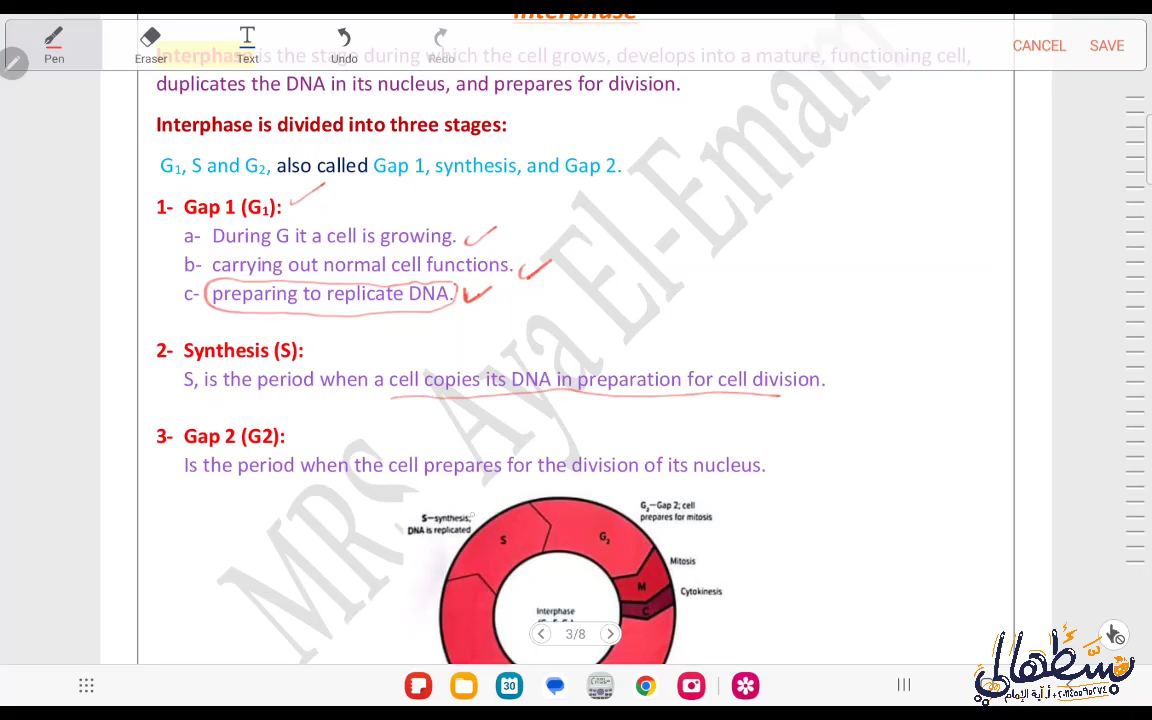 Interphase
Pen
Eraser
Text
Undo
Redo
CANCEL
SAVE
Interphase is the stage during which the cell grows, develops into a mature, functioning cell,
duplicates the DNA in its nucleus, and prepares for division.
Interphase is divided into three stages:
G₁, S and G₂, also called Gap 1, synthesis, and Gap 2.
1- Gap 1 (G₁):
a- During G it a cell is growing.
b- carrying out normal cell functions.
c- preparing to replicate DNA.
2- Synthesis (S):
S, is the period when a cell copies its DNA in preparation for cell division.
3- Gap 2 (G2):
Is the period when the cell prepares for the division of its nucleus.
S—synthesis;
DNA is replicated
G₂—Gap 2; cell
prepares for mitosis
S
G₂
Mitosis
M
Cytokinesis
C
Interphase
3/8
MRS. Aya El-Emam
30
سطهال
أ. آية الإمام